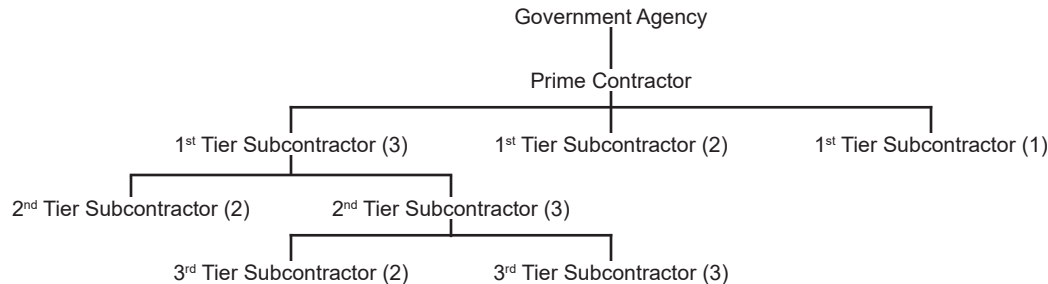 Government Agency
Prime Contractor
1st Tier Subcontractor (3) 1st Tier Subcontractor (2) 1st Tier Subcontractor (1)
2nd Tier Subcontractor (2) 2nd Tier Subcontractor (3)
3rd Tier Subcontractor (2) 3rd Tier Subcontractor (3)